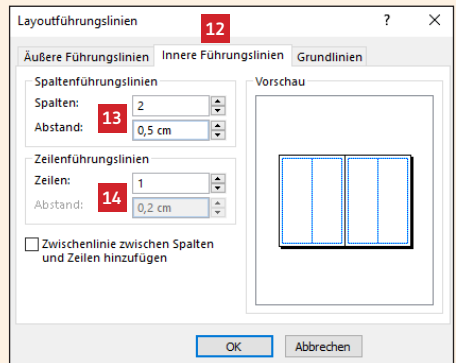 Layoutführungslinien ? ×
12
Äußere Führungslinien Innere Führungslinien Grundlinien
Spaltenführungslinien
Spalten: 2
13
Abstand: 0,5 cm
Zeilenführungslinien
Zeilen: 1
14
Abstand: 0,2 cm
Zwischenlinie zwischen Spalten
und Zeilen hinzufügen
Vorschau
OK Abbrechen